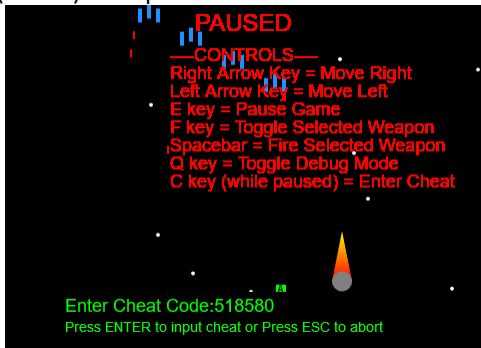 PAUSED
----CONTROLS----
Right Arrow Key = Move Right
Left Arrow Key = Move Left
E key = Pause Game
F key = Toggle Selected Weapon
Spacebar = Fire Selected Weapon
Q key = Toggle Debug Mode
C key (while paused) = Enter Cheat
A
Enter Cheat Code:518580
Press ENTER to input cheat or Press ESC to abort